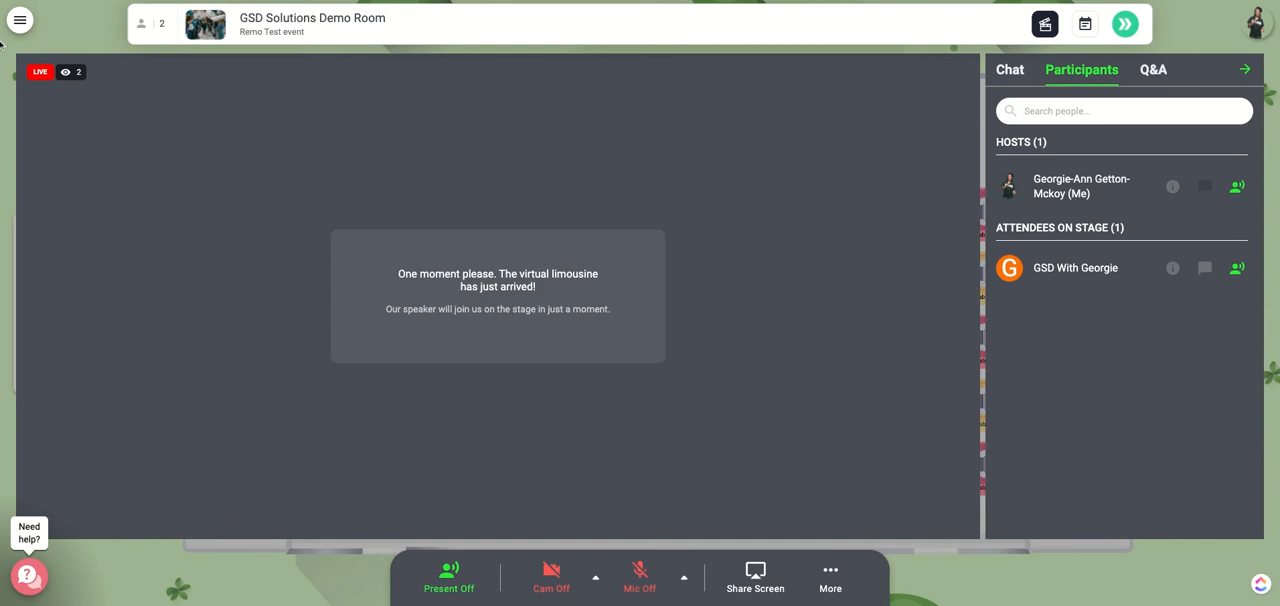 2
GSD Solutions Demo Room
Remo Test event
LIVE
2
Chat
Participants
Q&A
Search people...
HOSTS (1)
Georgie-Ann Getton-
Mckoy (Me)
ATTENDEES ON STAGE (1)
G
GSD With Georgie
One moment please. The virtual limousine
has just arrived!
Our speaker will join us on the stage in just a moment.
Need
help?
Present Off
Cam Off
Mic Off
Share Screen
More